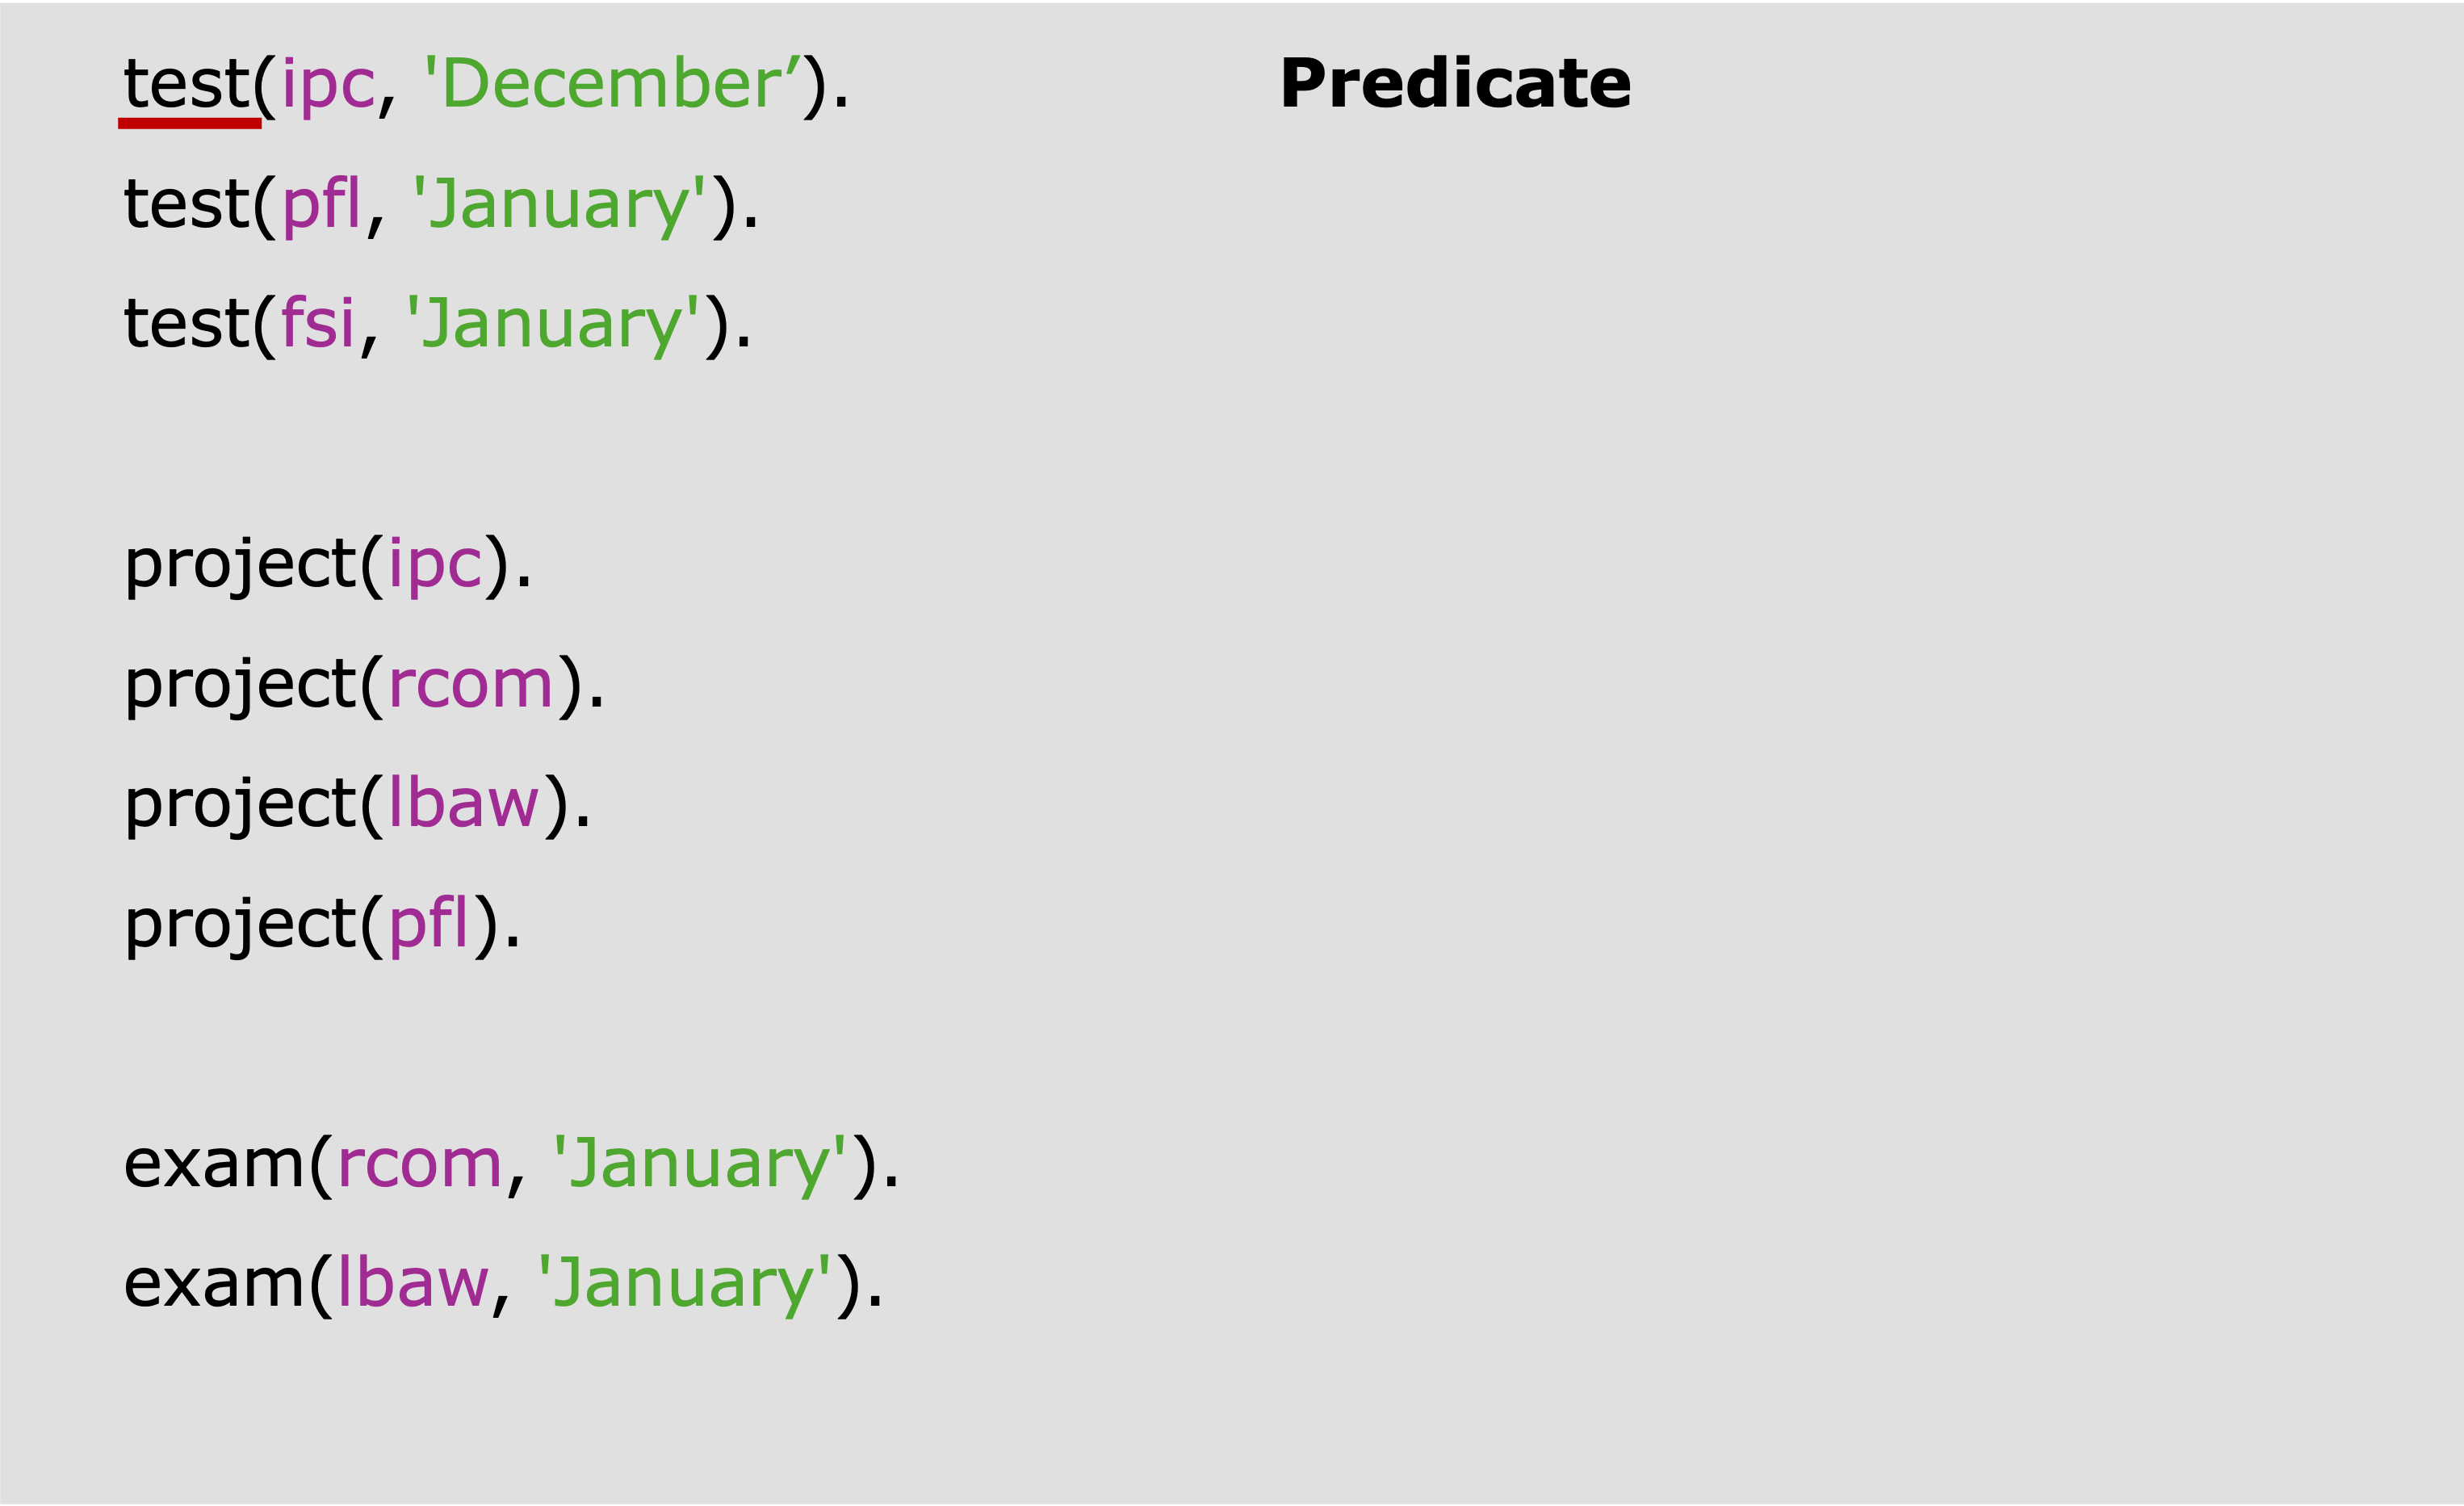 test(ipc, 'December’).
Predicate
test(pfl, 'January').
test(fsi, 'January').
project(ipc).
project(rcom).
project(lbaw).
project(pfl).
exam(rcom, 'January').
exam(lbaw, 'January').